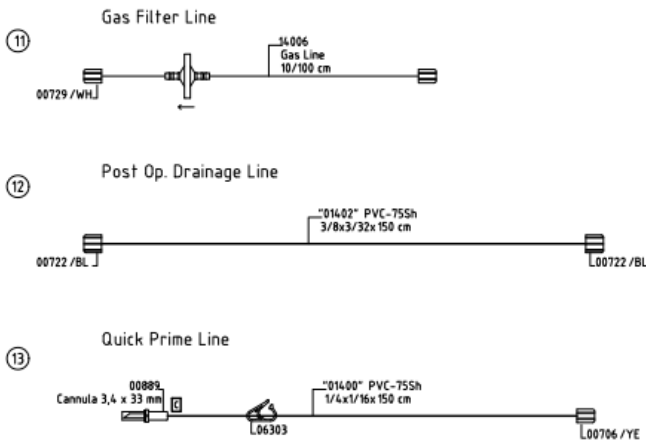 Gas Filter Line
11
14006
Gas Line
10/100 cm
00729 /WH
Post Op. Drainage Line
12
"01402" PVC-75Sh
3/8x3/32x 150 cm
00722 /BL
00722 /BL
Quick Prime Line
13
00889
Cannula 3,4 x 33 mm
C
"01400" PVC-75Sh
1/4x1/16x 150 cm
06303
00706 /YE